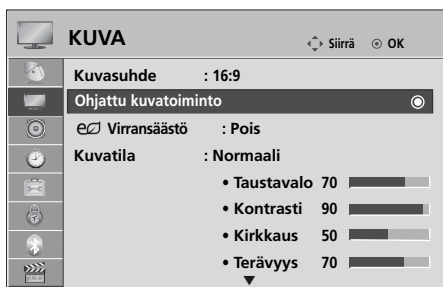 KUVA
Siirrä OK
Kuvasuhde : 16:9
Ohjattu kuvatoiminto
Virransäästö : Pois
Kuvatila : Normaali
• Taustavalo 70
• Kontrasti 90
• Kirkkaus 50
• Terävyys 70